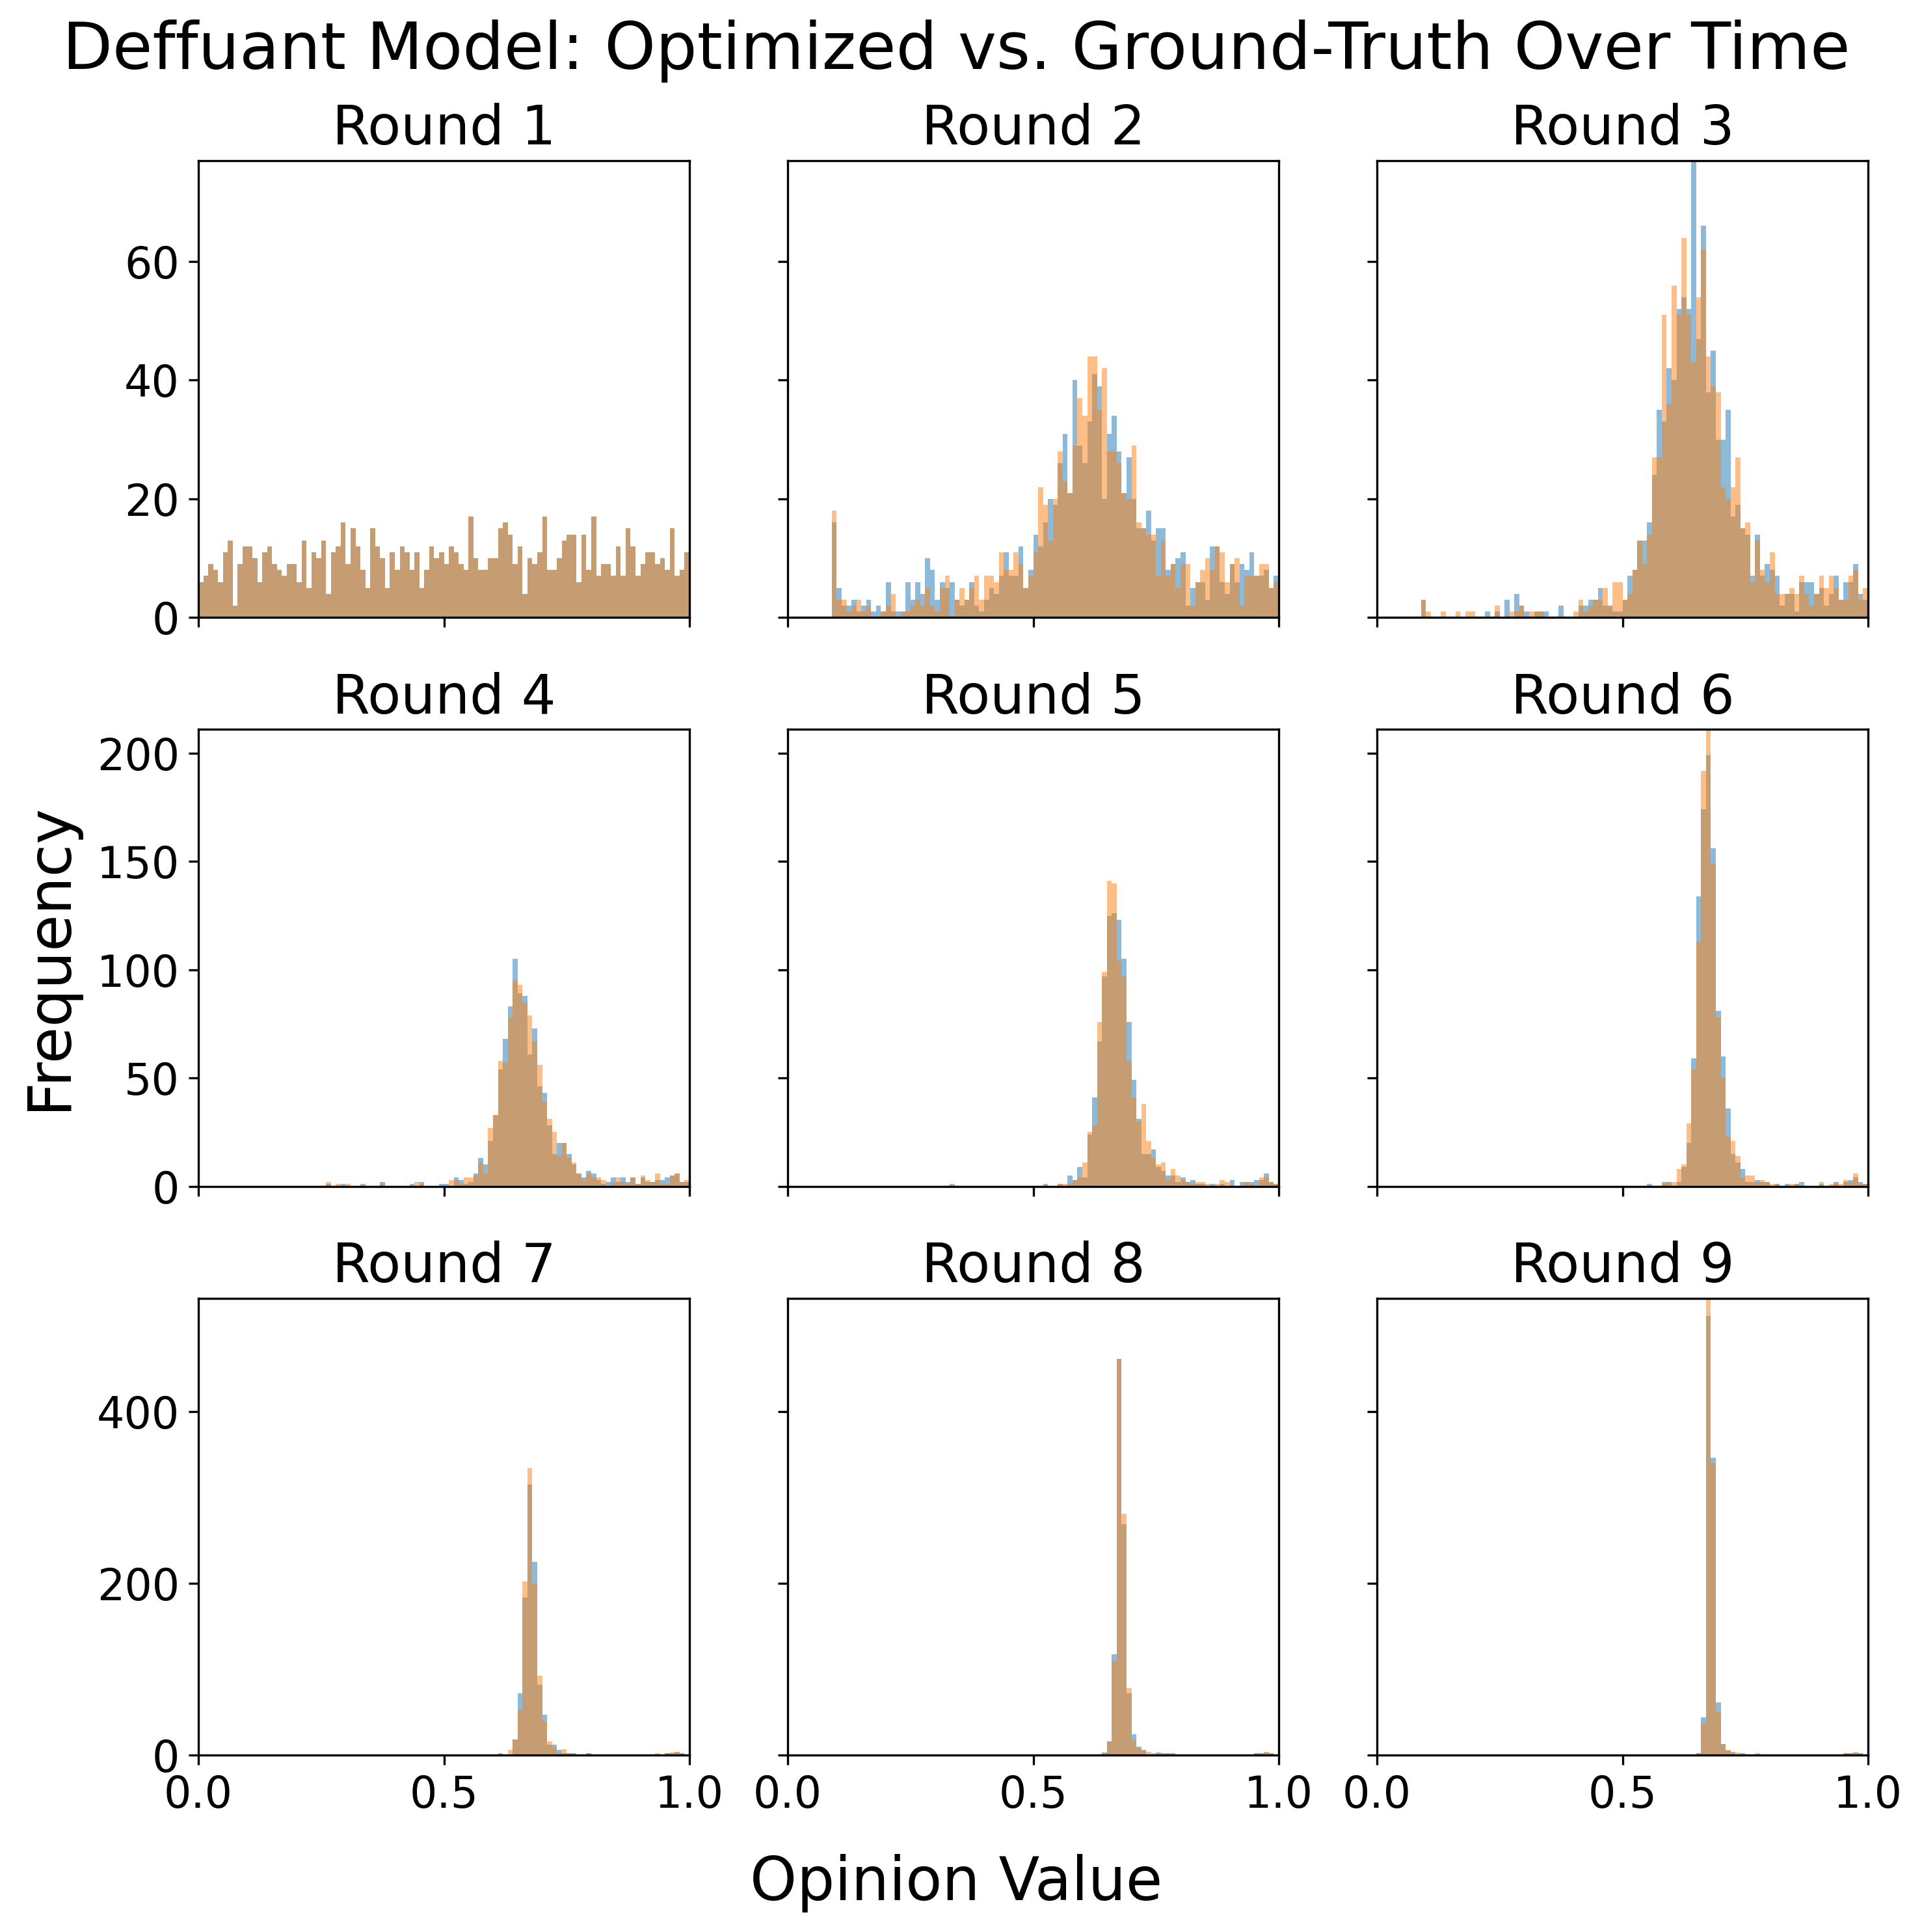 Deffuant Model: Optimized vs. Ground-Truth Over Time
Round 1
Round 2
Round 3
60
40
20
0
Round 4
Round 5
Round 6
200
150
100
50
0
Frequency
Round 7
Round 8
Round 9
400
200
0
0.0 0.5 1.0 0.0 0.5 1.0 0.0 0.5 1.0
Opinion Value